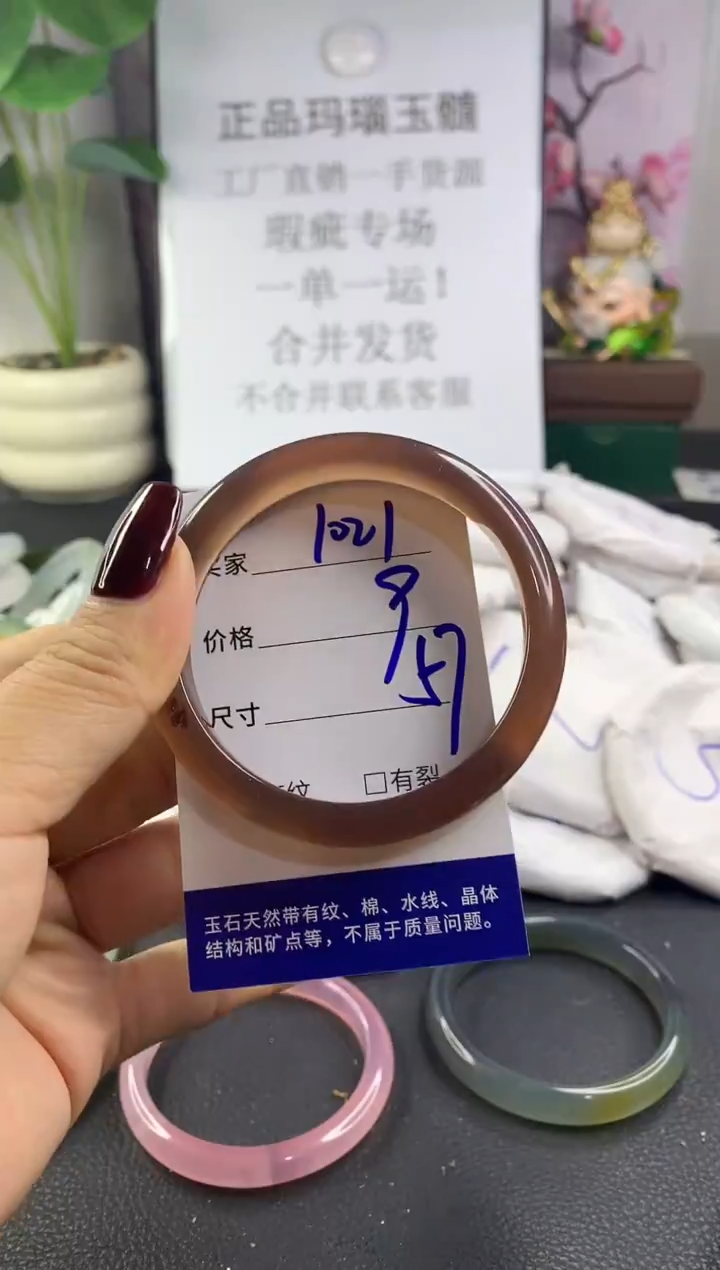 正品玛瑙玉髓
工厂直销一手货源
瑕疵专场
一单一运!
合并发货
不合并联系客服
家 1021
价格 9
尺寸 57
纹 □有裂
玉石天然带有纹、棉、水线、晶体
结构和矿点等，不属于质量问题。